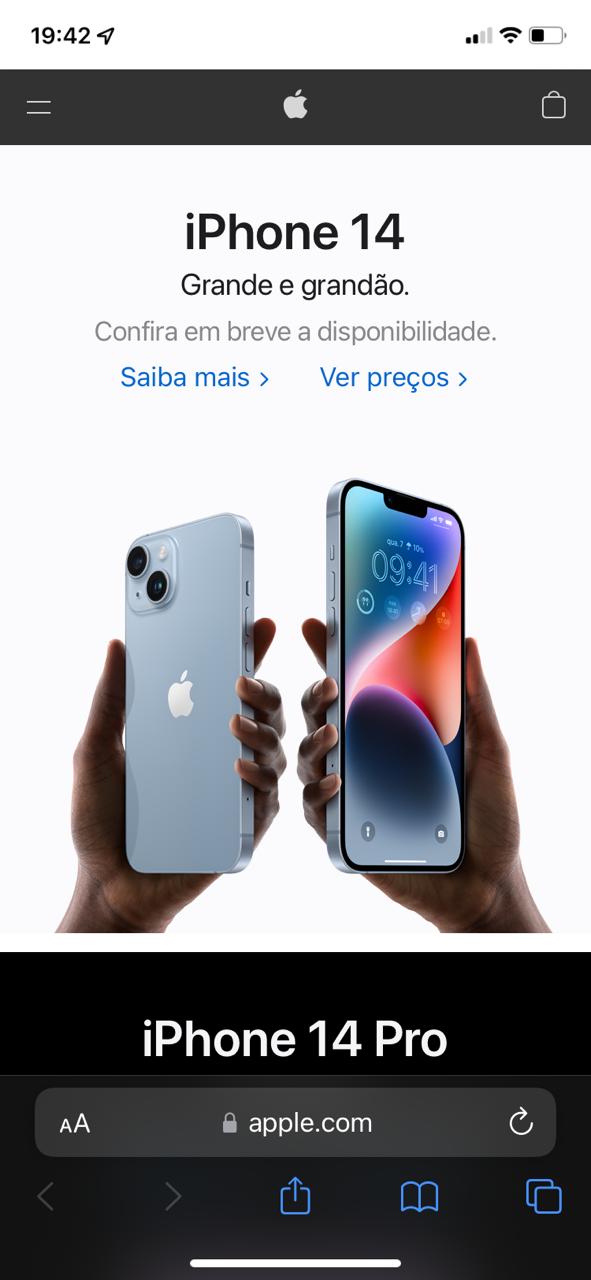 19:42
iPhone 14
Grande e grandão.
Confira em breve a disponibilidade.
Saiba mais > Ver preços >
qua. 7 10%
09:41
iPhone 14 Pro
AA apple.com